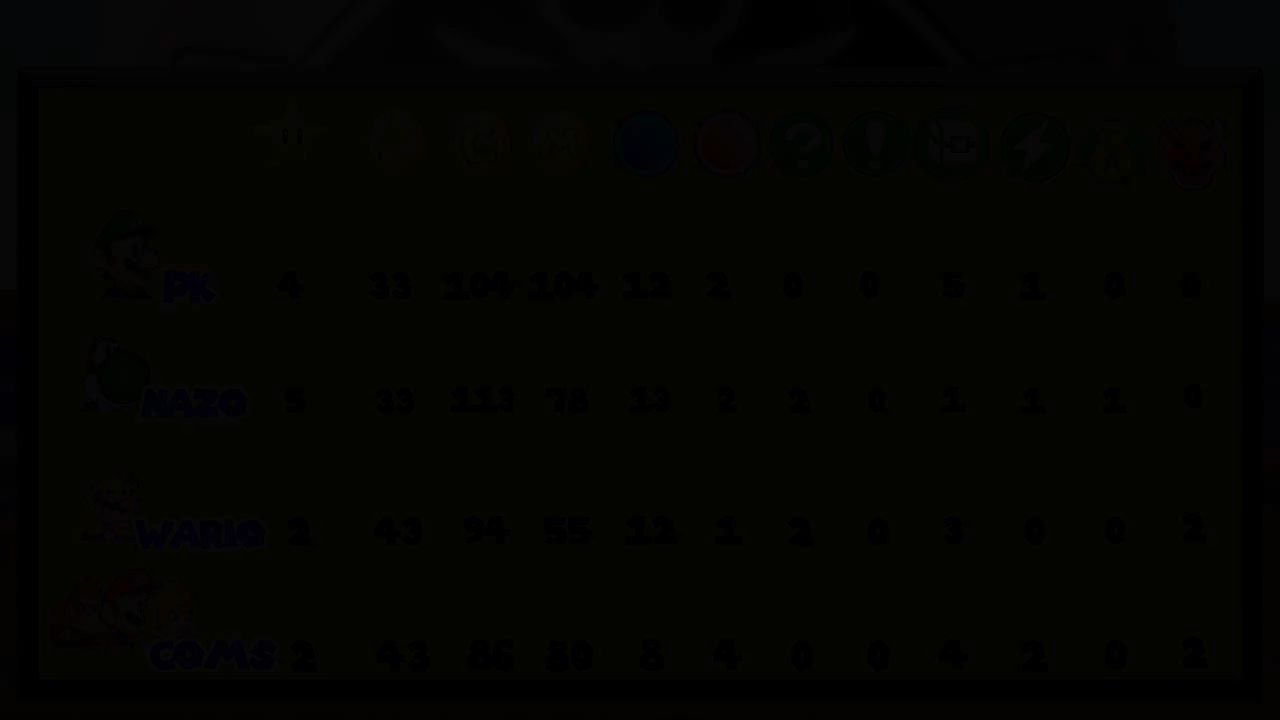 ? !
PK 4 33 104 104 12 2 0 0 5 1 0 0
NAZO 5 33 113 78 13 2 2 0 1 1 1 0
WARIO 2 43 94 55 12 1 2 0 3 0 0 2
COMS 2 43 50 8 4 0 0 4 2 0 2